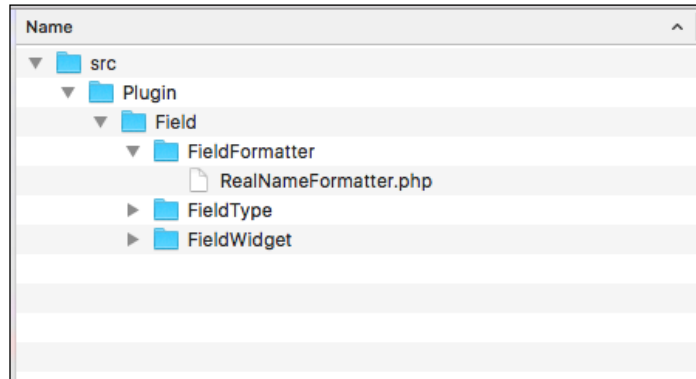 Name
src
Plugin
Field
FieldFormatter
RealNameFormatter.php
FieldType
FieldWidget